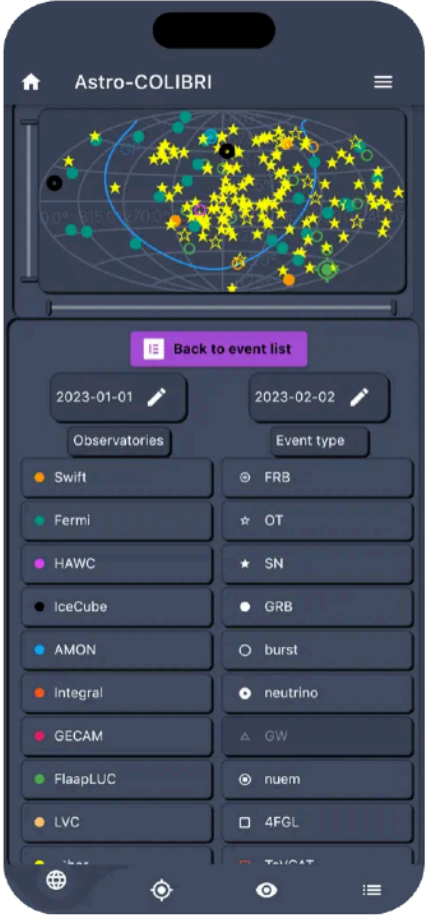 Astro-COLIBRI
Back to event list
2023-01-01
2023-02-02
Observatories
Event type
Swift
FRB
Fermi
OT
HAWC
SN
IceCube
GRB
AMON
burst
Integral
neutrino
GECAM
GW
FlaapLUC
nuem
LVC
4FGL